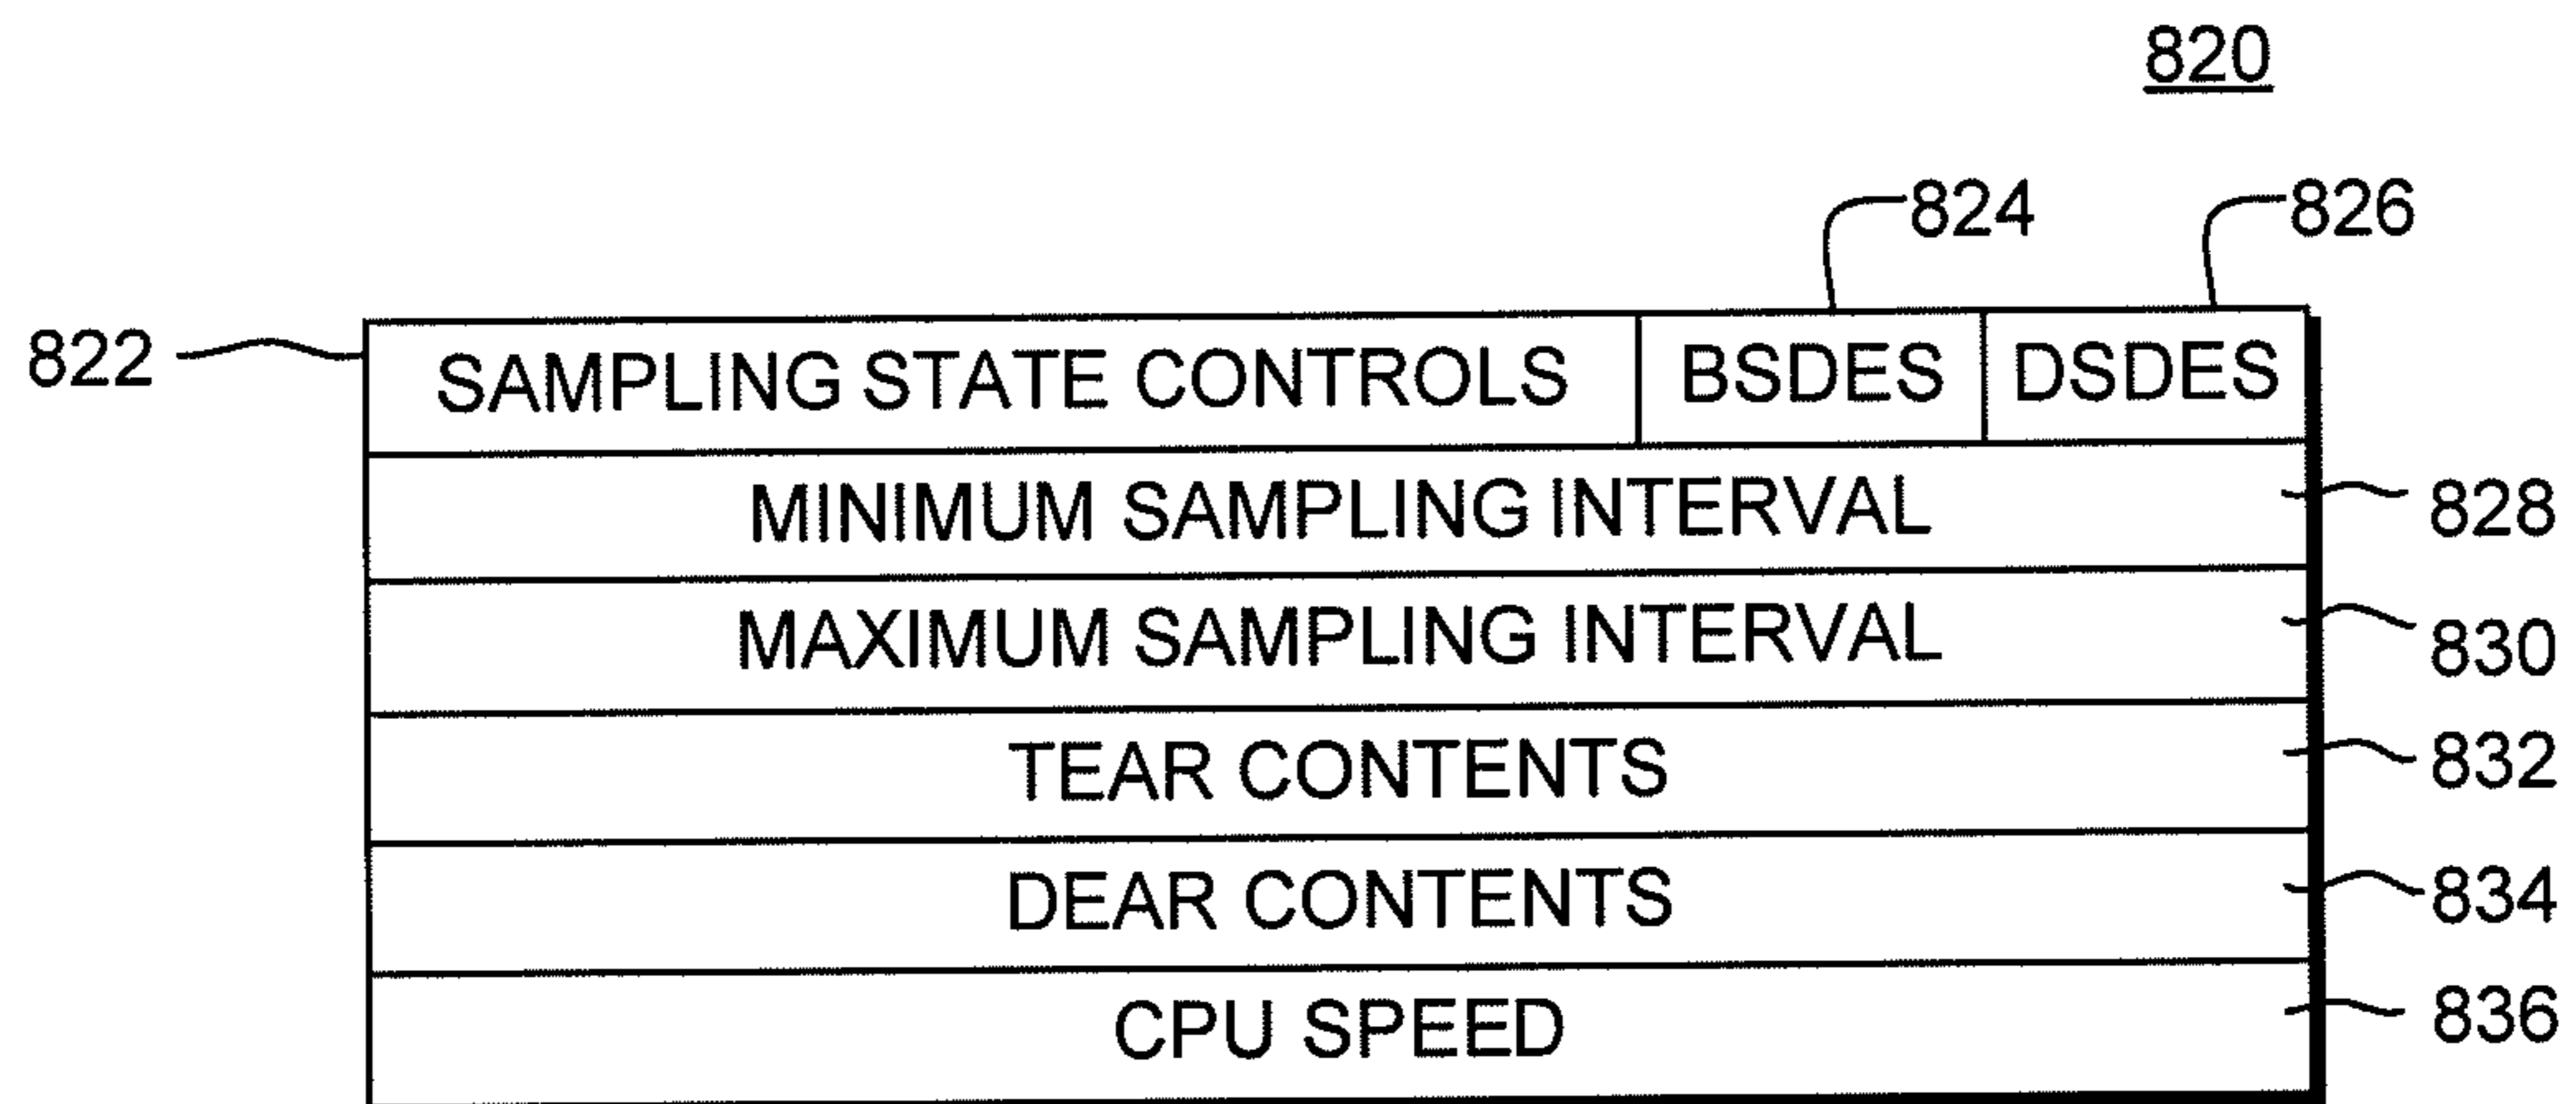 820
824 826
822 SAMPLING STATE CONTROLS BSDES DSDES
MINIMUM SAMPLING INTERVAL 828
MAXIMUM SAMPLING INTERVAL 830
TEAR CONTENTS 832
DEAR CONTENTS 834
CPU SPEED 836